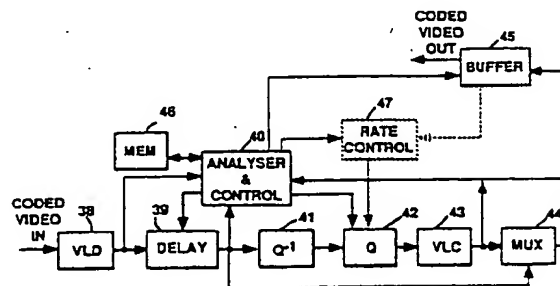 CODED
VIDEO
OUT
45
BUFFER
47
RATE
CONTROL
46
MEM
40
ANALYSER
&
CONTROL
CODED
VIDEO
IN
38
VLD
39
DELAY
41
Q-1
42
Q
43
VLC
44
MUX